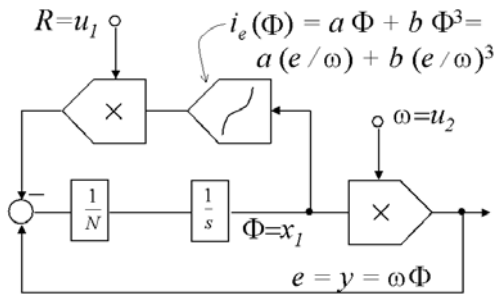 R=u₁
iₑ(Φ) = a Φ + b Φ³=
a (e/ω) + b (e/ω)³
×
ω=u₂
−
1/N
1/s
Φ=x₁
×
e = y = ωΦ